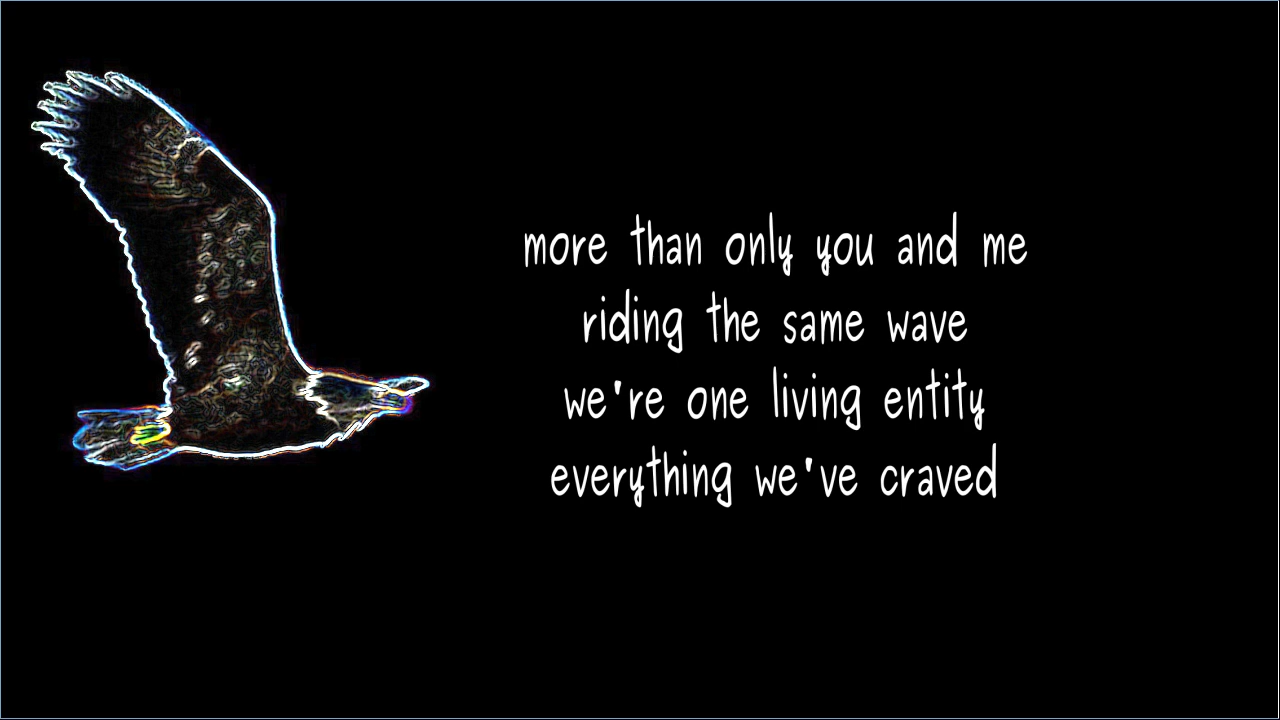 more than only you and me
riding the same wave
we're one living entity
everything we've craved